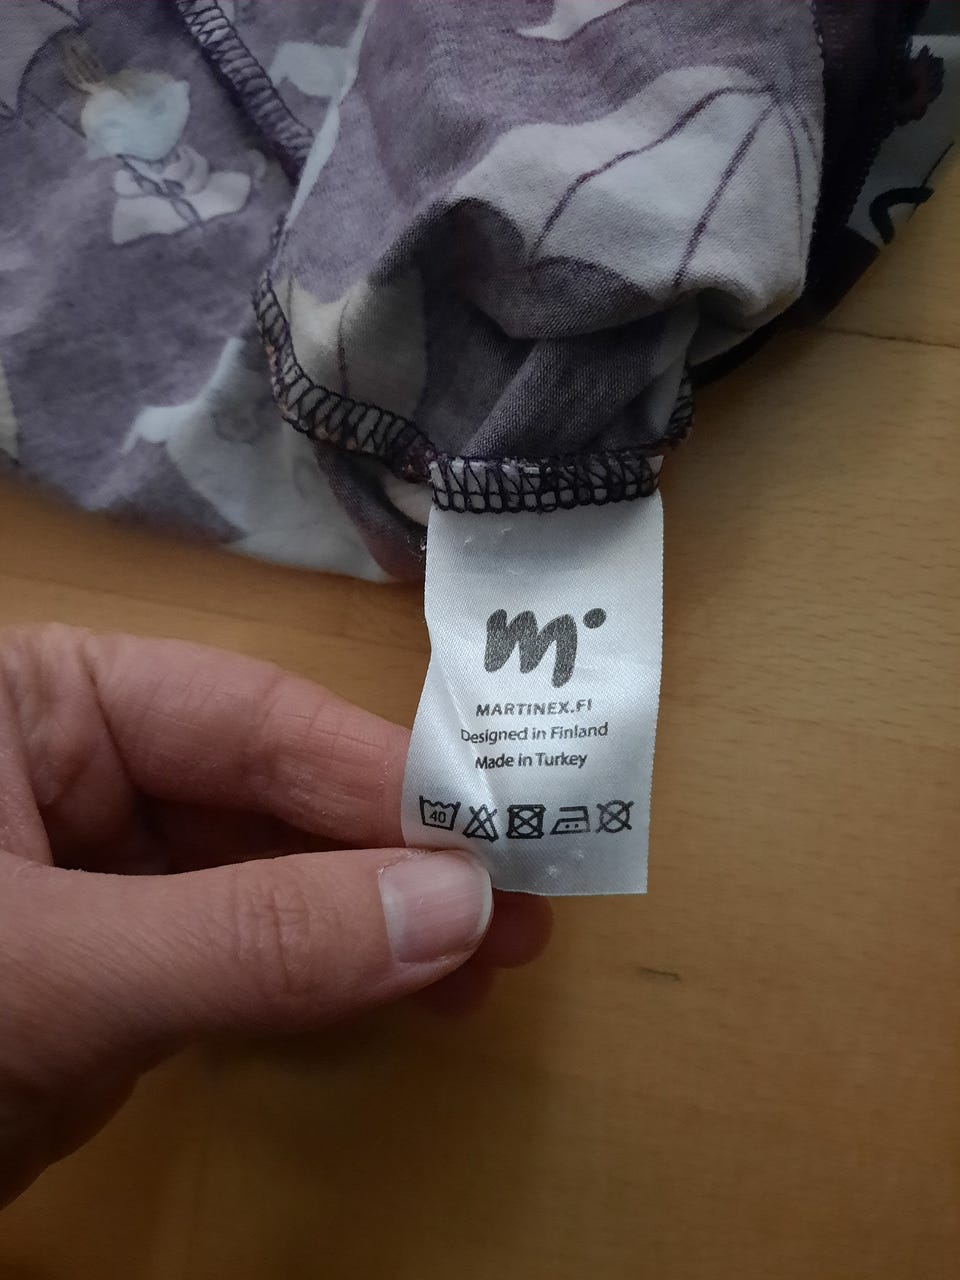 m
MARTINEX.FI
Designed in Finland
Made in Turkey
40